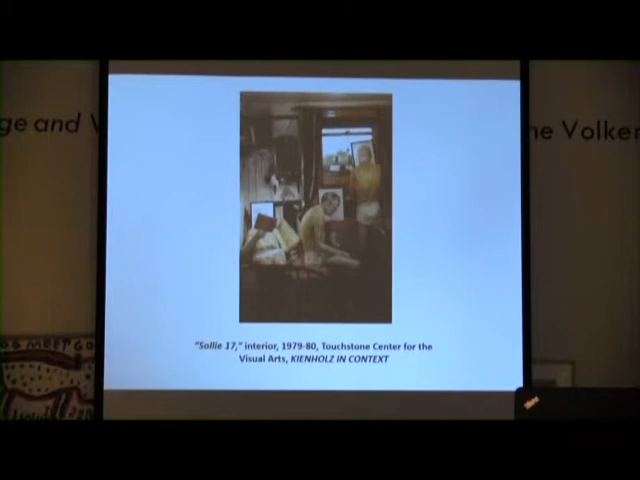 ge and V
he Volker
"Sollie 17," interior, 1979-80, Touchstone Center for the
Visual Arts, KIENHOLZ IN CONTEXT